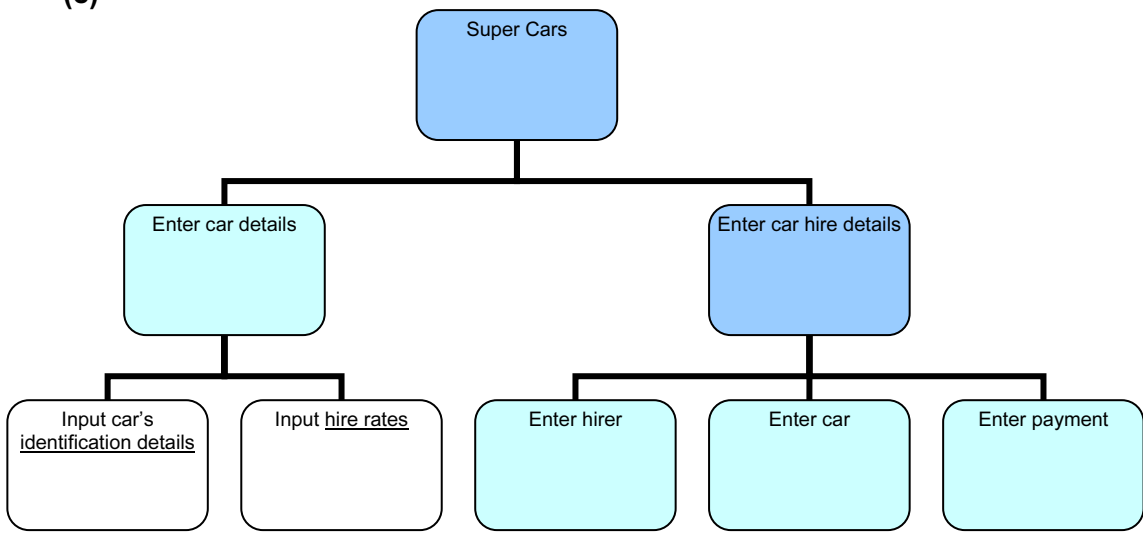 Super Cars
Enter car details
Enter car hire details
Input car's
identification details
Input hire rates
Enter hirer
Enter car
Enter payment